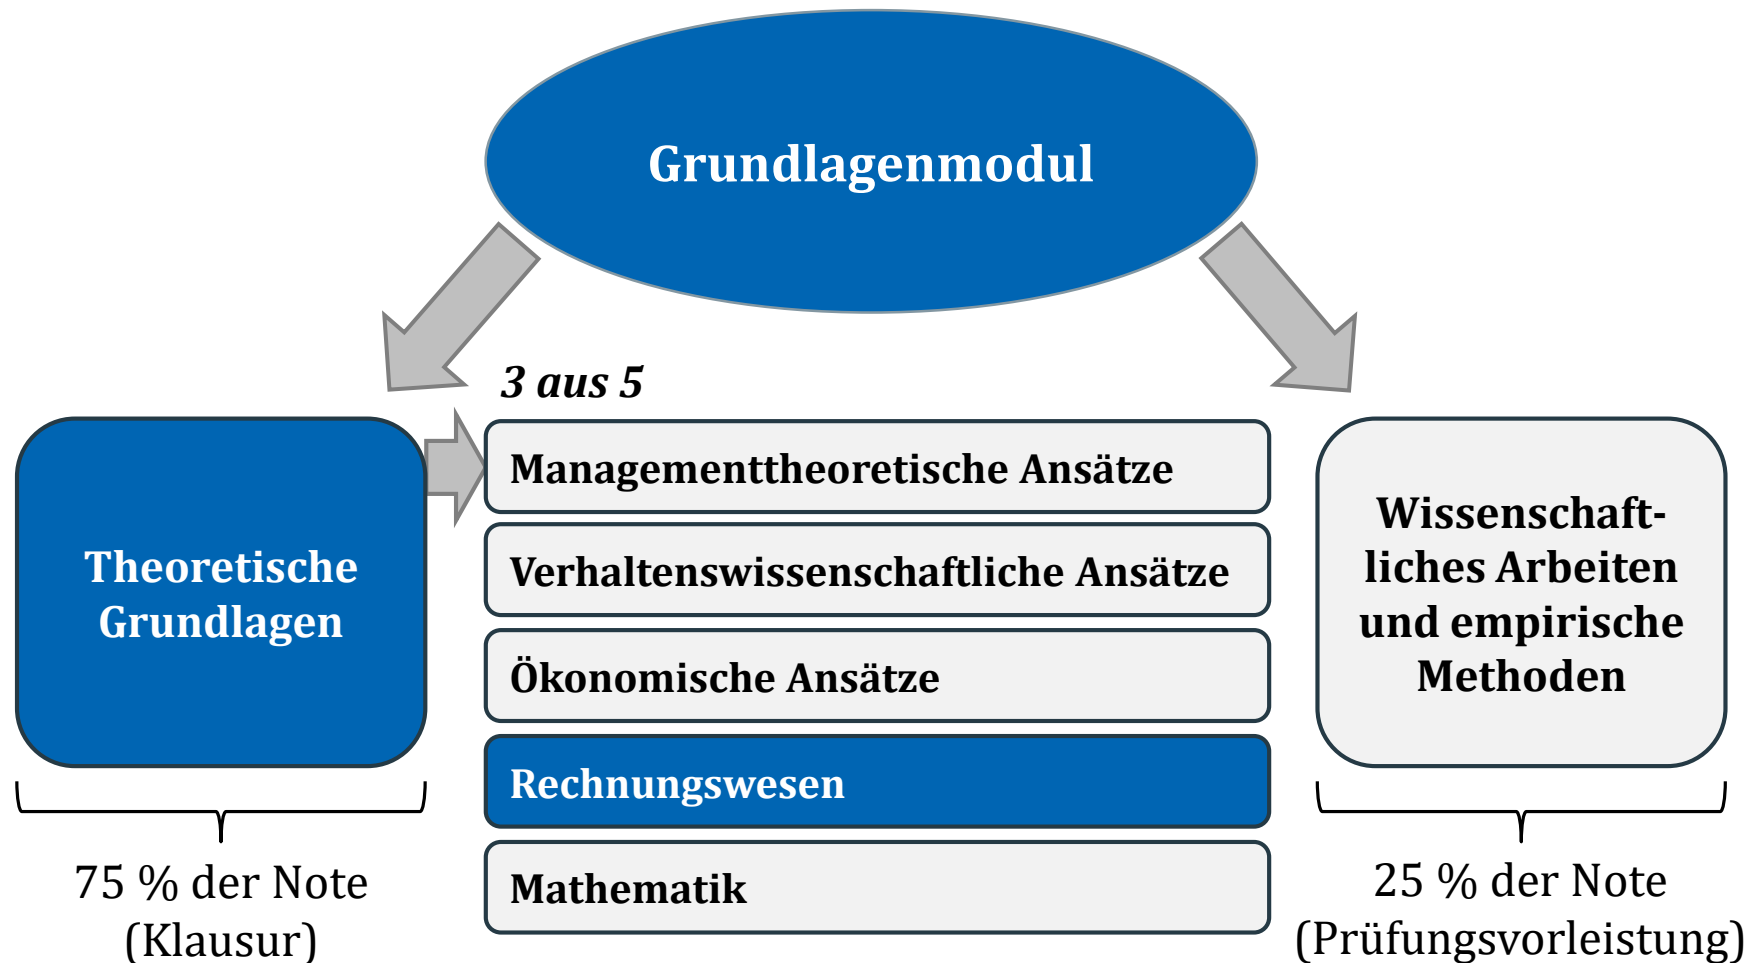 Grundlagenmodul
3 aus 5
Theoretische
Grundlagen
75 % der Note
(Klausur)
Managementtheoretische Ansätze
Verhaltenswissenschaftliche Ansätze
Ökonomische Ansätze
Rechnungswesen
Mathematik
Wissenschaft-
liches Arbeiten
und empirische
Methoden
25 % der Note
(Prüfungsvorleistung)